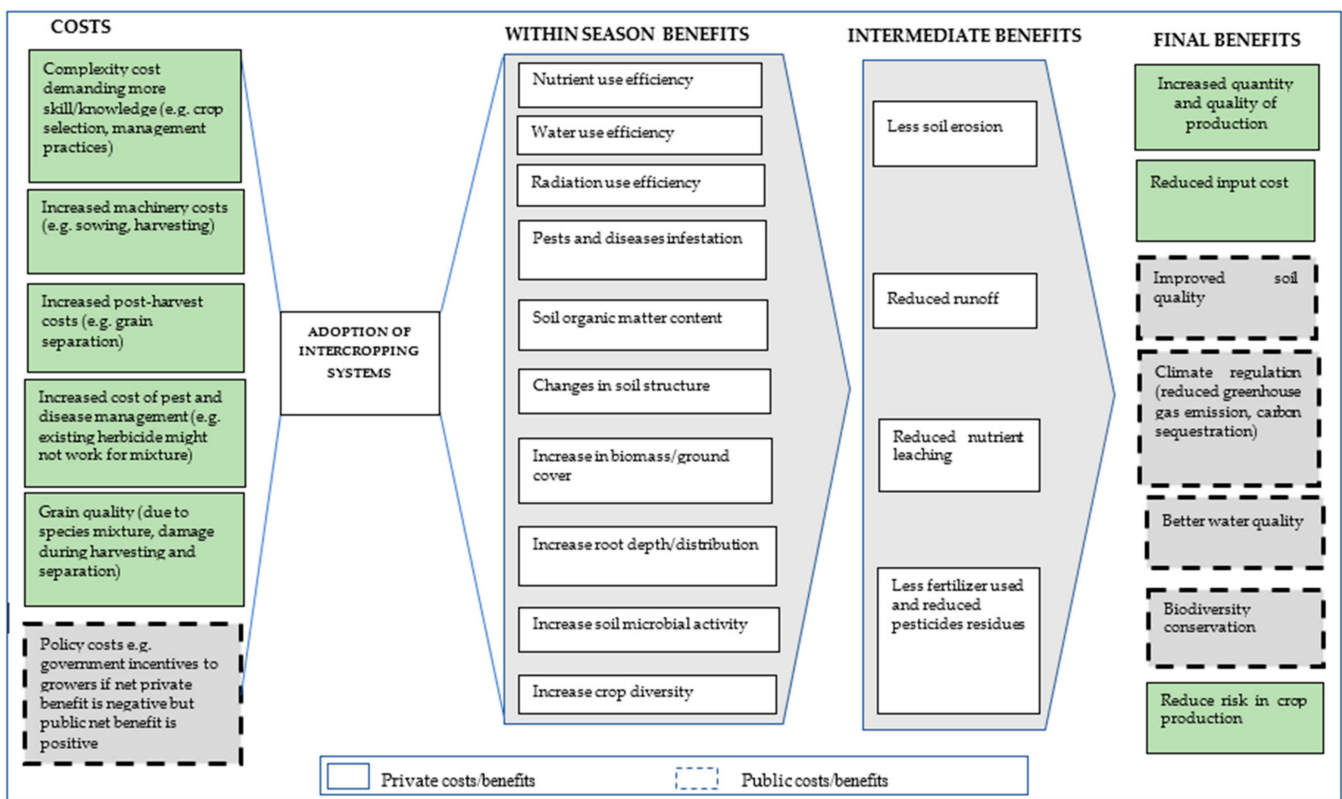 COSTS
Complexity cost
demanding more
skill/knowledge (e.g. crop
selection, management
practices)
Increased machinery costs
(e.g. sowing, harvesting)
Increased post-harvest
costs (e.g. grain
separation)
Increased cost of pest and
disease management (e.g.
existing herbicide might
not work for mixture)
Grain quality (due to
species mixture, damage
during harvesting and
separation)
Policy costs e.g.
government incentives to
growers if net private
benefit is negative but
public net benefit is
positive
ADOPTION OF
INTERCROPPING
SYSTEMS
WITHIN SEASON BENEFITS
Nutrient use efficiency
Water use efficiency
Radiation use efficiency
Pests and diseases infestation
Soil organic matter content
Changes in soil structure
Increase in biomass/ground
cover
Increase root depth/distribution
Increase soil microbial activity
Increase crop diversity
INTERMEDIATE BENEFITS
Less soil erosion
Reduced runoff
Reduced nutrient
leaching
Less fertilizer used
and reduced
pesticides residues
FINAL BENEFITS
Increased quantity
and quality of
production
Reduced input cost
Improved soil
quality
Climate regulation
(reduced greenhouse
gas emission, carbon
sequestration)
Better water quality
Biodiversity
conservation
Reduce risk in crop
production
Private costs/benefits
Public costs/benefits